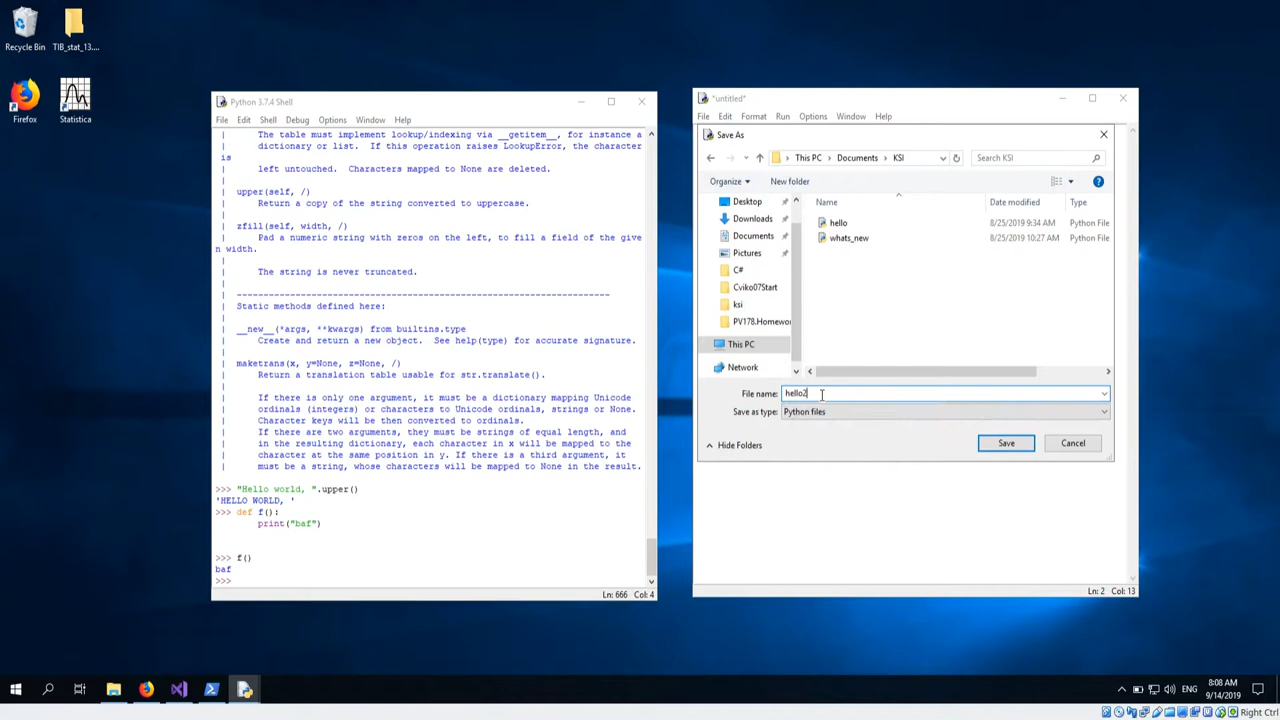 Recycle Bin
TIB_stat_13....
Firefox
Statistica
Python 3.7.4 Shell
File Edit Shell Debug Options Window Help
| The table must implement lookup/indexing via __getitem__, for instance a
| dictionary or list. If this operation raises LookupError, the character
is
| left untouched. Characters mapped to None are deleted.
|
| upper(self, /)
| Return a copy of the string converted to uppercase.
|
| zfill(self, width, /)
| Pad a numeric string with zeros on the left, to fill a field of the give
n width.
|
| The string is never truncated.
|
| ----------------------------------------------------------------------
| Static methods defined here:
|
| __new__(*args, **kwargs) from builtins.type
| Create and return a new object. See help(type) for accurate signature.
|
| maketrans(x, y=None, z=None, /)
| Return a translation table usable for str.translate().
|
| If there is only one argument, it must be a dictionary mapping Unicode
| ordinals (integers) or characters to Unicode ordinals, strings or None.
| Character keys will be then converted to ordinals.
| If there are two arguments, they must be strings of equal length, and
| in the resulting dictionary, each character in x will be mapped to the
| character at the same position in y. If there is a third argument, it
| must be a string, whose characters will be mapped to None in the result.
>>> "Hello world, ".upper()
'HELLO WORLD, '
>>> def f():
print("baf")
>>> f()
baf
>>>
Ln: 666 Col: 4
*untitled*
File Edit Format Run Options Window Help
Save As
This PC Documents KSI
Search KSI
Organize New folder
Name Date modified Type
Desktop
Downloads
Documents
Pictures
C#
Cviko07Start
ksi
PV178.Homewo
This PC
Network
hello 8/25/2019 9:34 AM Python File
whats_new 8/25/2019 10:27 AM Python File
File name: hello2
Save as type: Python files
Hide Folders
Save Cancel
Ln: 2 Col: 13
ENG
8:08 AM
9/14/2019
Right Ctrl